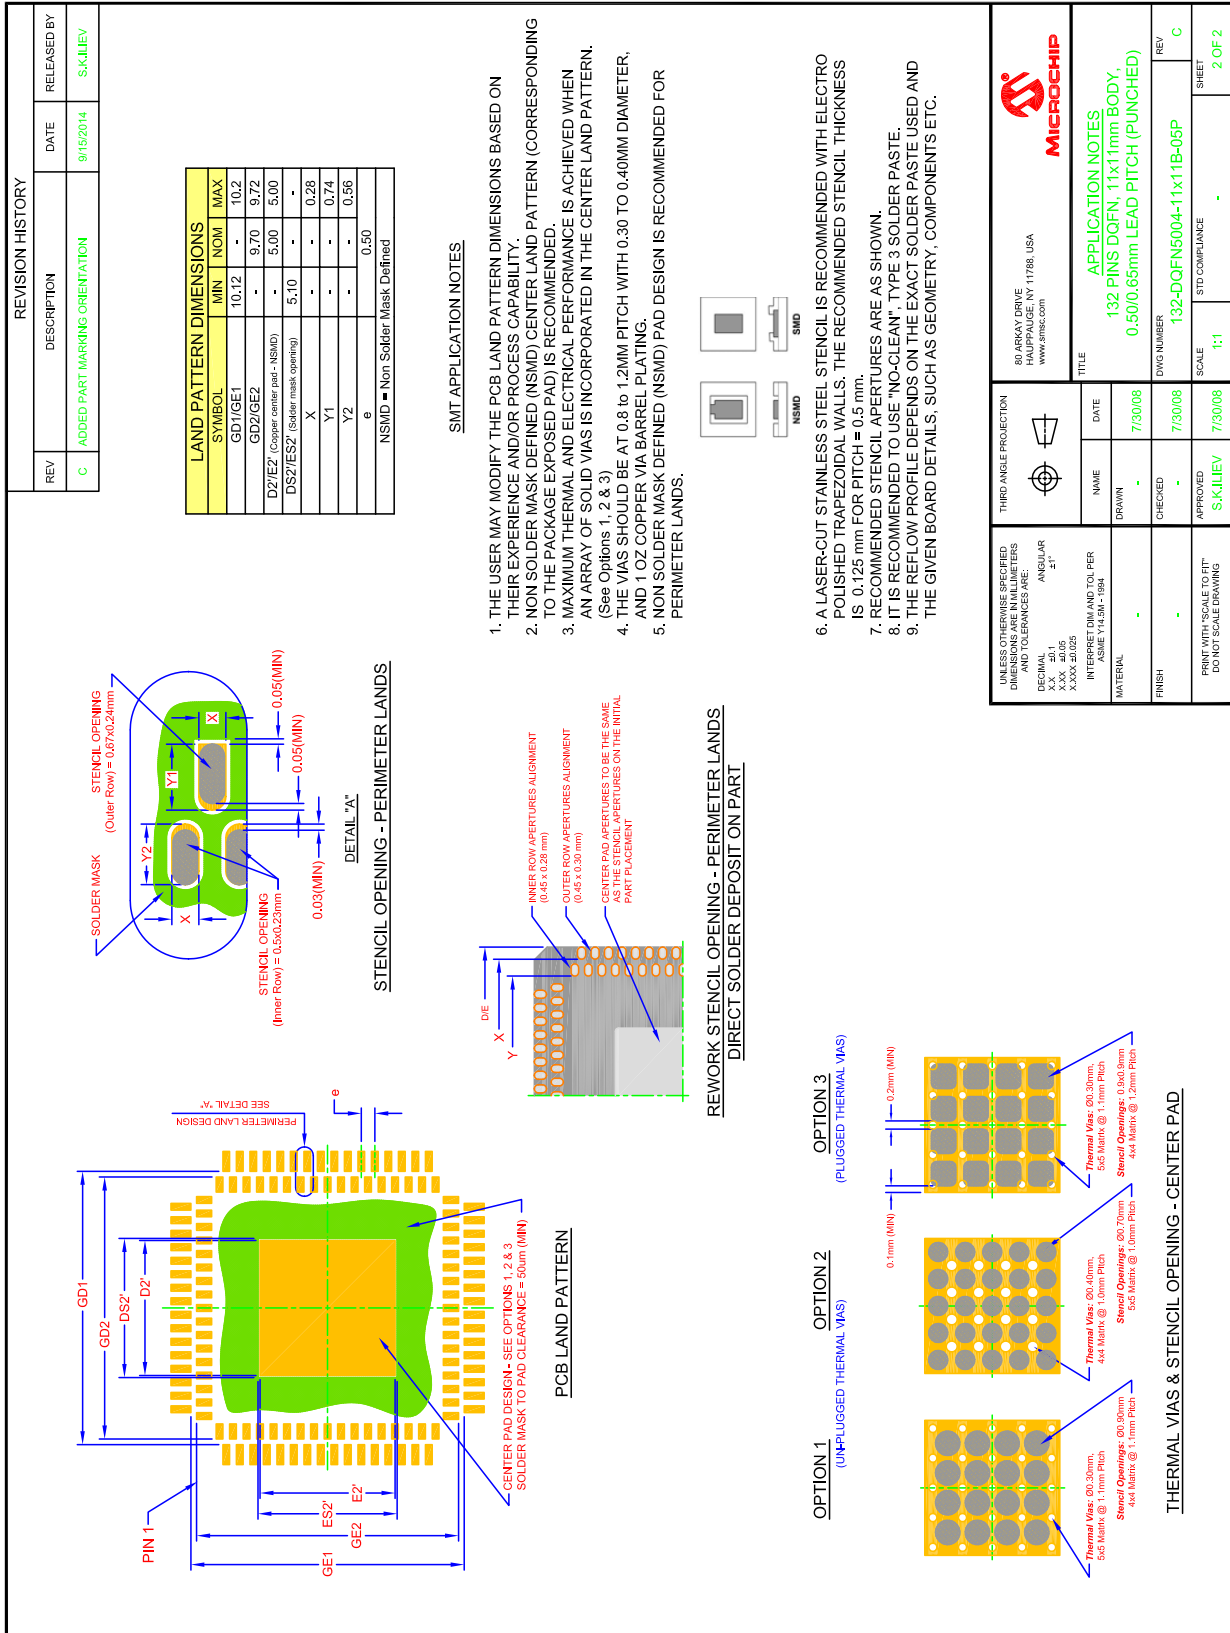 REVISION HISTORY
REV
DESCRIPTION
DATE
RELEASED BY
C
ADDED PART MARKING ORIENTATION
9/15/2014
S.K.ILIEV
GD1
GD2
DS2'
D2'
PIN 1
GE1
GE2
ES2'
E2'
e
PERIMETER LAND DESIGN
SEE DETAIL "A"
CENTER PAD DESIGN - SEE OPTIONS 1, 2 & 3
SOLDER MASK TO PAD CLEARANCE = 50um (MIN)
PCB LAND PATTERN
SOLDER MASK
STENCIL OPENING
(Outer Row) = 0.67x0.24mm
X
Y2
Y1
X
0.05(MIN)
0.05(MIN)
0.03(MIN)
STENCIL OPENING
(Inner Row) = 0.5x0.23mm
DETAIL "A"
STENCIL OPENING - PERIMETER LANDS
LAND PATTERN DIMENSIONS
SYMBOL MIN NOM MAX
GD1/GE1 10.12 - 10.2
GD2/GE2 - 9.70 9.72
D2'/E2' (Copper center pad - NSMD) - 5.00 5.00
DS2'/ES2' (Solder mask opening) 5.10 - -
X - - 0.28
Y1 - - 0.74
Y2 - - 0.56
e 0.50
NSMD = Non Solder Mask Defined
SMT APPLICATION NOTES
1. THE USER MAY MODIFY THE PCB LAND PATTERN DIMENSIONS BASED ON
THEIR EXPERIENCE AND/OR PROCESS CAPABILITY.
2. NON SOLDER MASK DEFINED (NSMD) CENTER LAND PATTERN (CORRESPONDING
TO THE PACKAGE EXPOSED PAD) IS RECOMMENDED.
3. MAXIMUM THERMAL AND ELECTRICAL PERFORMANCE IS ACHIEVED WHEN
AN ARRAY OF SOLID VIAS IS INCORPORATED IN THE CENTER LAND PATTERN.
(See Options 1, 2 & 3)
4. THE VIAS SHOULD BE AT 0.8 to 1.2MM PITCH WITH 0.30 TO 0.40MM DIAMETER,
AND 1 OZ COPPER VIA BARREL PLATING.
5. NON SOLDER MASK DEFINED (NSMD) PAD DESIGN IS RECOMMENDED FOR
PERIMETER LANDS.
NSMD
SMD
6. A LASER-CUT STAINLESS STEEL STENCIL IS RECOMMENDED WITH ELECTRO
POLISHED TRAPEZOIDAL WALLS. THE RECOMMENDED STENCIL THICKNESS
IS 0.125 mm FOR PITCH = 0.5 mm.
7. RECOMMENDED STENCIL APERTURES ARE AS SHOWN.
8. IT IS RECOMMENDED TO USE "NO-CLEAN", TYPE 3 SOLDER PASTE.
9. THE REFLOW PROFILE DEPENDS ON THE EXACT SOLDER PASTE USED AND
THE GIVEN BOARD DETAILS, SUCH AS GEOMETRY, COMPONENTS ETC.
D/E
X
Y
INNER ROW APERTURES ALIGNMENT
(0.45 x 0.28 mm)
OUTER ROW APERTURES ALIGNMENT
(0.45 x 0.30 mm)
CENTER PAD APERTURES TO BE THE SAME
AS THE STENCIL APERTURES ON THE INITIAL
PART PLACEMENT
REWORK STENCIL OPENING - PERIMETER LANDS
DIRECT SOLDER DEPOSIT ON PART
OPTION 1
(UN-PLUGGED THERMAL VIAS)
OPTION 2
OPTION 3
(PLUGGED THERMAL VIAS)
0.1mm (MIN)
0.2mm (MIN)
Thermal Vias: Ø0.30mm,
5x5 Matrix @ 1.1mm Pitch
Stencil Openings: Ø0.90mm
4x4 Matrix @ 1.1mm Pitch
Thermal Vias: Ø0.40mm,
4x4 Matrix @ 1.0mm Pitch
Stencil Openings: Ø0.70mm
5x5 Matrix @ 1.0mm Pitch
Thermal Vias: Ø0.30mm,
5x5 Matrix @ 1.1mm Pitch
Stencil Openings: 0.9x0.9mm
4x4 Matrix @ 1.2mm Pitch
THERMAL VIAS & STENCIL OPENING - CENTER PAD
UNLESS OTHERWISE SPECIFIED
DIMENSIONS ARE IN MILLIMETERS
AND TOLERANCES ARE:
DECIMAL ANGULAR
X.X ±0.1 ±1°
X.XX ±0.05
X.XXX ±0.025
INTERPRET DIM AND TOL PER
ASME Y14.5M - 1994
MATERIAL
-
FINISH
-
PRINT WITH "SCALE TO FIT"
DO NOT SCALE DRAWING
THIRD ANGLE PROJECTION
NAME DATE
DRAWN
- 7/30/08
CHECKED
- 7/30/08
APPROVED
S.K.ILIEV 7/30/08
80 ARKAY DRIVE
HAUPPAUGE, NY 11788, USA
www.smsc.com
MICROCHIP
TITLE
APPLICATION NOTES
132 PINS DQFN, 11x11mm BODY,
0.50/0.65mm LEAD PITCH (PUNCHED)
DWG NUMBER
132-DQFN5004-11x11B-05P
REV
C
SCALE
1:1
STD COMPLIANCE
-
SHEET
2 OF 2